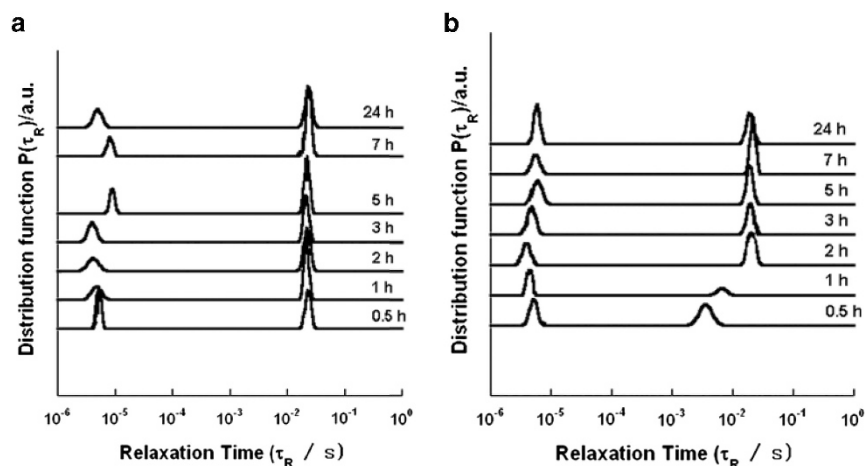 a
Distribution function P(τR)/a.u.
24 h
7 h
5 h
3 h
2 h
1 h
0.5 h
10-6
10-5
10-4
10-3
10-2
10-1
100
Relaxation Time (τR / s)
b
Distribution function P(τR)/a.u.
24 h
7 h
5 h
3 h
2 h
1 h
0.5 h
10-6
10-5
10-4
10-3
10-2
10-1
100
Relaxation Time (τR / s)